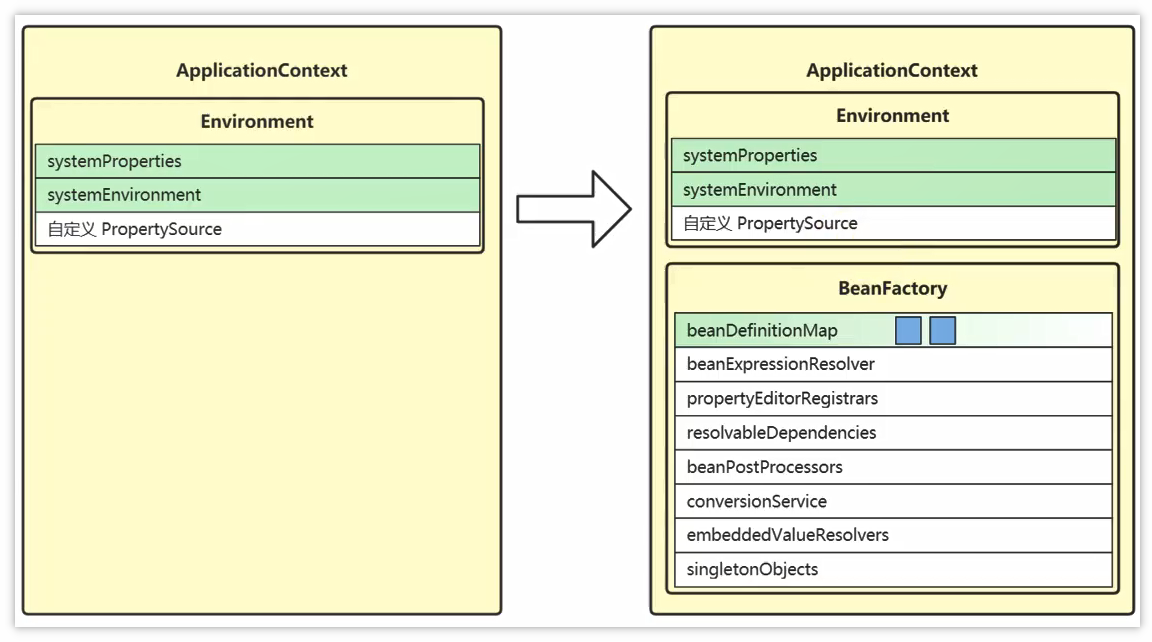 ApplicationContext
Environment
systemProperties
systemEnvironment
自定义 PropertySource
ApplicationContext
Environment
systemProperties
systemEnvironment
自定义 PropertySource
BeanFactory
beanDefinitionMap
beanExpressionResolver
propertyEditorRegistrars
resolvableDependencies
beanPostProcessors
conversionService
embeddedValueResolvers
singletonObjects